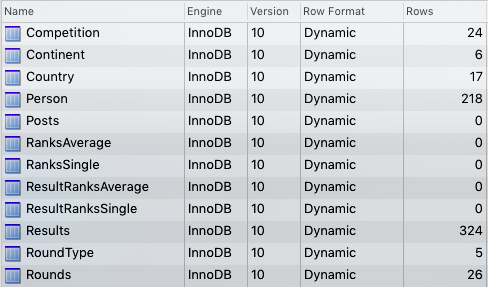 Name Engine Version Row Format Rows
Competition InnoDB 10 Dynamic 24
Continent InnoDB 10 Dynamic 6
Country InnoDB 10 Dynamic 17
Person InnoDB 10 Dynamic 218
Posts InnoDB 10 Dynamic 0
RanksAverage InnoDB 10 Dynamic 0
RanksSingle InnoDB 10 Dynamic 0
ResultRanksAverage InnoDB 10 Dynamic 0
ResultRanksSingle InnoDB 10 Dynamic 0
Results InnoDB 10 Dynamic 324
RoundType InnoDB 10 Dynamic 5
Rounds InnoDB 10 Dynamic 26